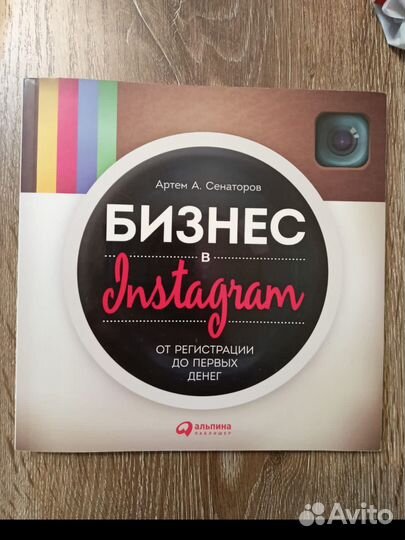 Артем А. Сенаторов
БИЗНЕС
в
Instagram
ОТ РЕГИСТРАЦИИ
ДО ПЕРВЫХ
ДЕНЕГ
альпина
ПАБЛИШЕР
Avito